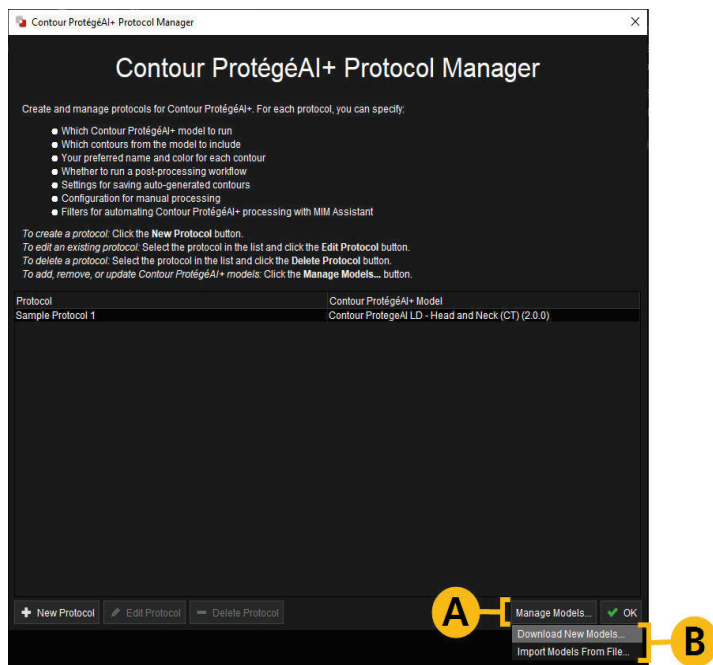 Contour ProtégéAI+ Protocol Manager
Contour ProtégéAI+ Protocol Manager
Create and manage protocols for Contour ProtégéAI+. For each protocol, you can specify:
Which Contour ProtégéAI+ model to run
Which contours from the model to include
Your preferred name and color for each contour
Whether to run a post-processing workflow
Settings for saving auto-generated contours
Configuration for manual processing
Filters for automating Contour ProtégéAI+ processing with MIM Assistant
To create a protocol: Click the New Protocol button.
To edit an existing protocol: Select the protocol in the list and click the Edit Protocol button.
To delete a protocol: Select the protocol in the list and click the Delete Protocol button.
To add, remove, or update Contour ProtégéAI+ models: Click the Manage Models... button.
Protocol Contour ProtégéAI+ Model
Sample Protocol 1 Contour ProtegeAI LD - Head and Neck (CT) (2.0.0)
New Protocol Edit Protocol Delete Protocol A Manage Models... OK
Download New Models...
Import Models From File...
B